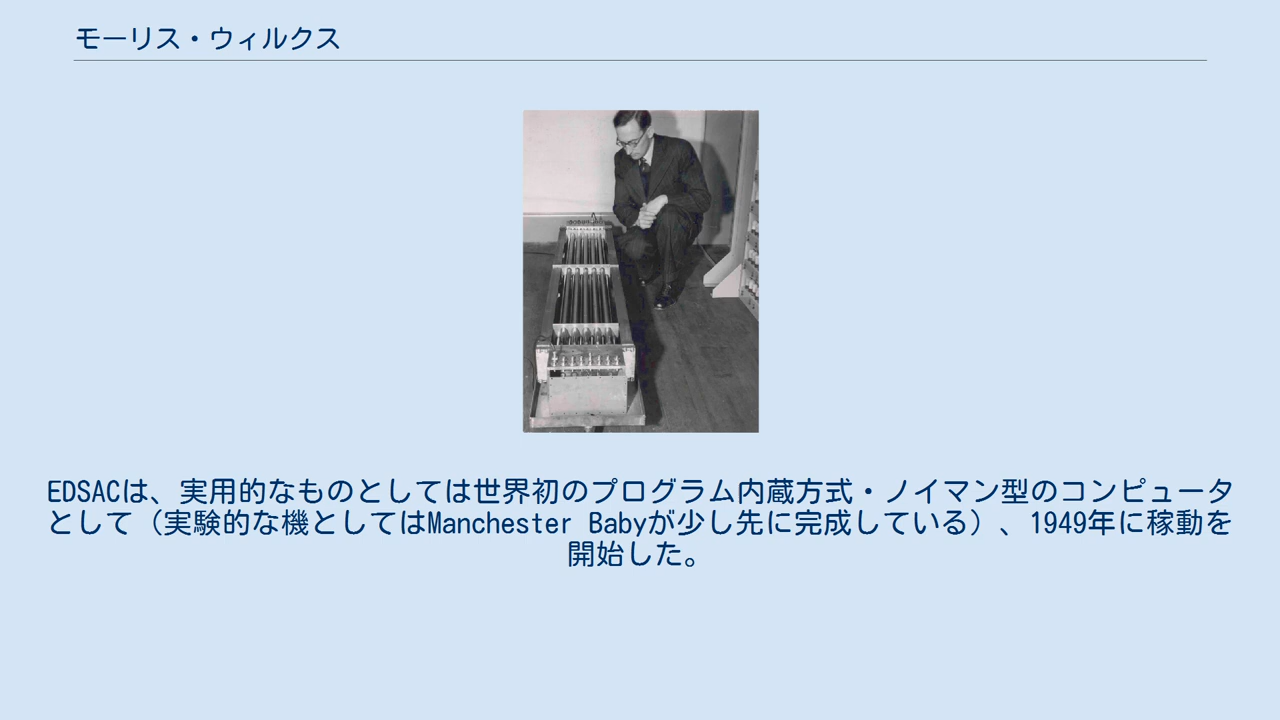 モーリス・ウィルクス
EDSACは、実用的なものとしては世界初のプログラム内蔵方式・ノイマン型のコンピュータ
として（実験的な機としてはManchester Babyが少し先に完成している）、1949年に稼動を
開始した。